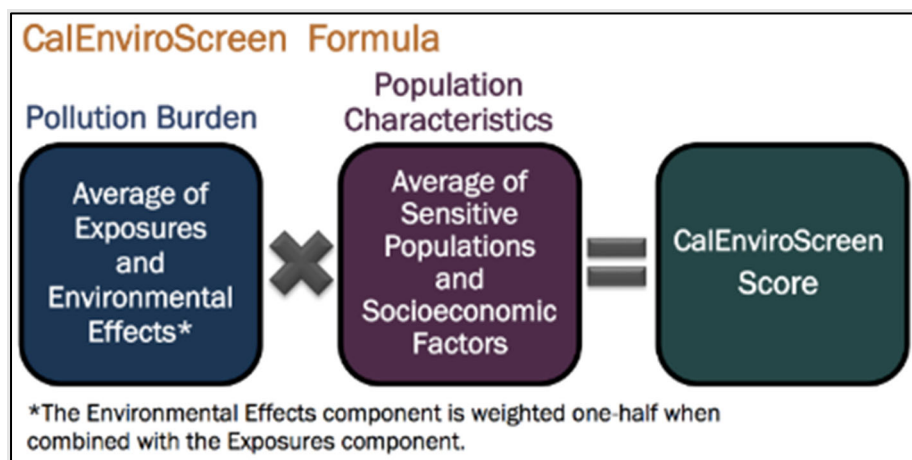 CalEnviroScreen Formula
Pollution Burden
Population
Characteristics
Average of
Exposures
and
Environmental
Effects*
Average of
Sensitive
Populations
and
Socioeconomic
Factors
CalEnviroScreen
Score
*The Environmental Effects component is weighted one-half when
combined with the Exposures component.